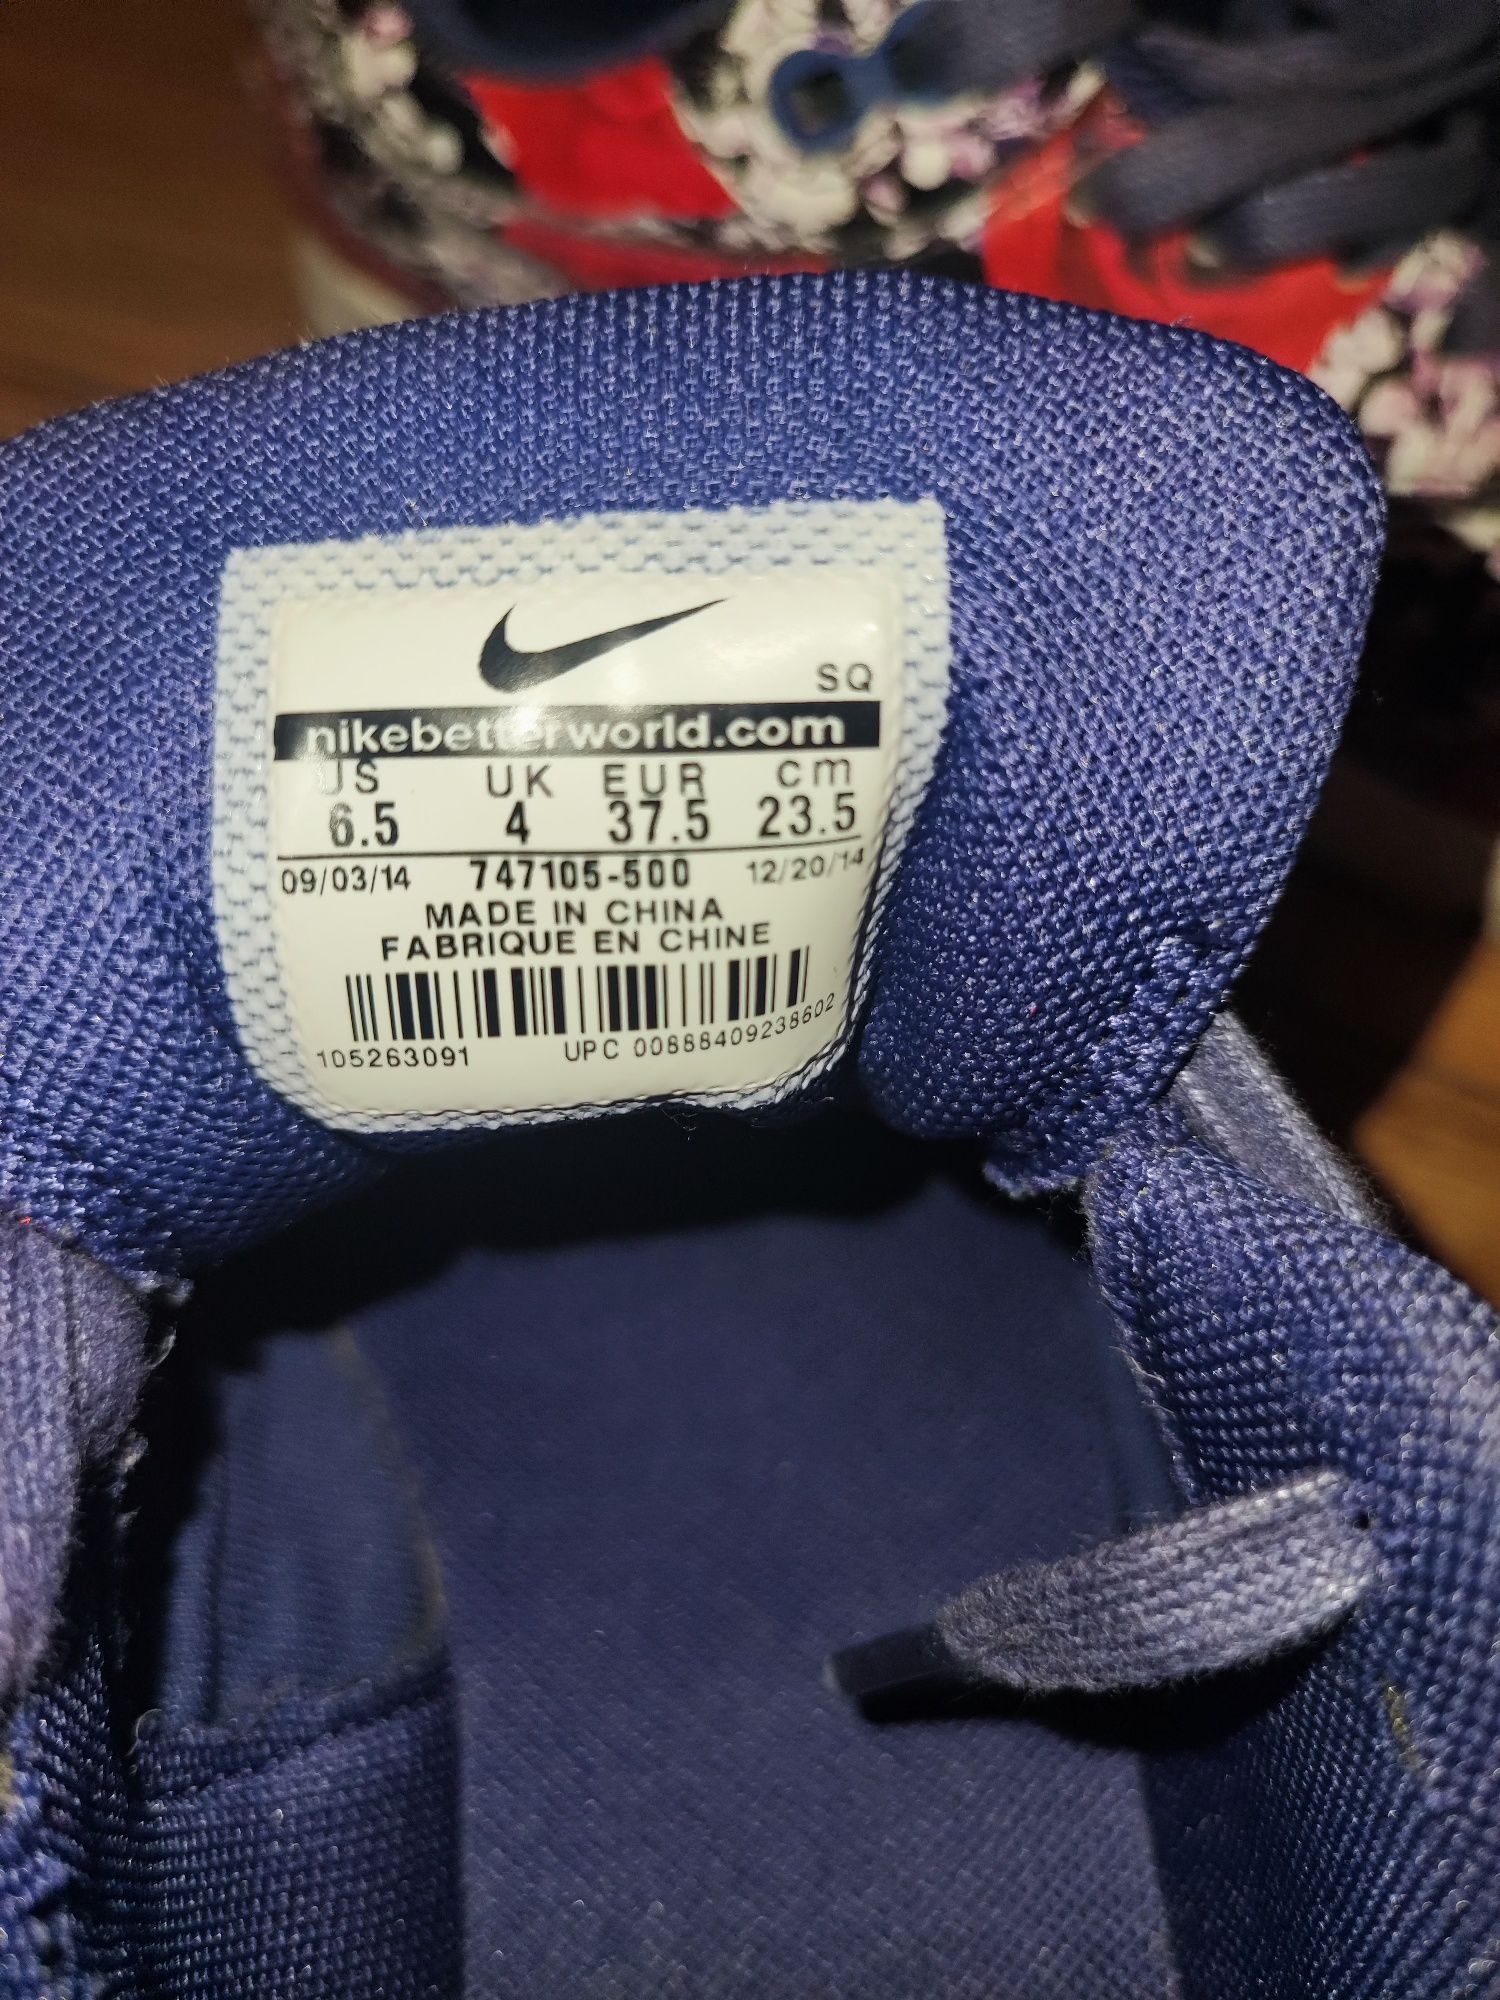 SQ
nikebetterworld.com
US UK EUR cm
6.5 4 37.5 23.5
09/03/14 747105-500 12/20/14
MADE IN CHINA
FABRIQUE EN CHINE
105263091 UPC 00888409238602